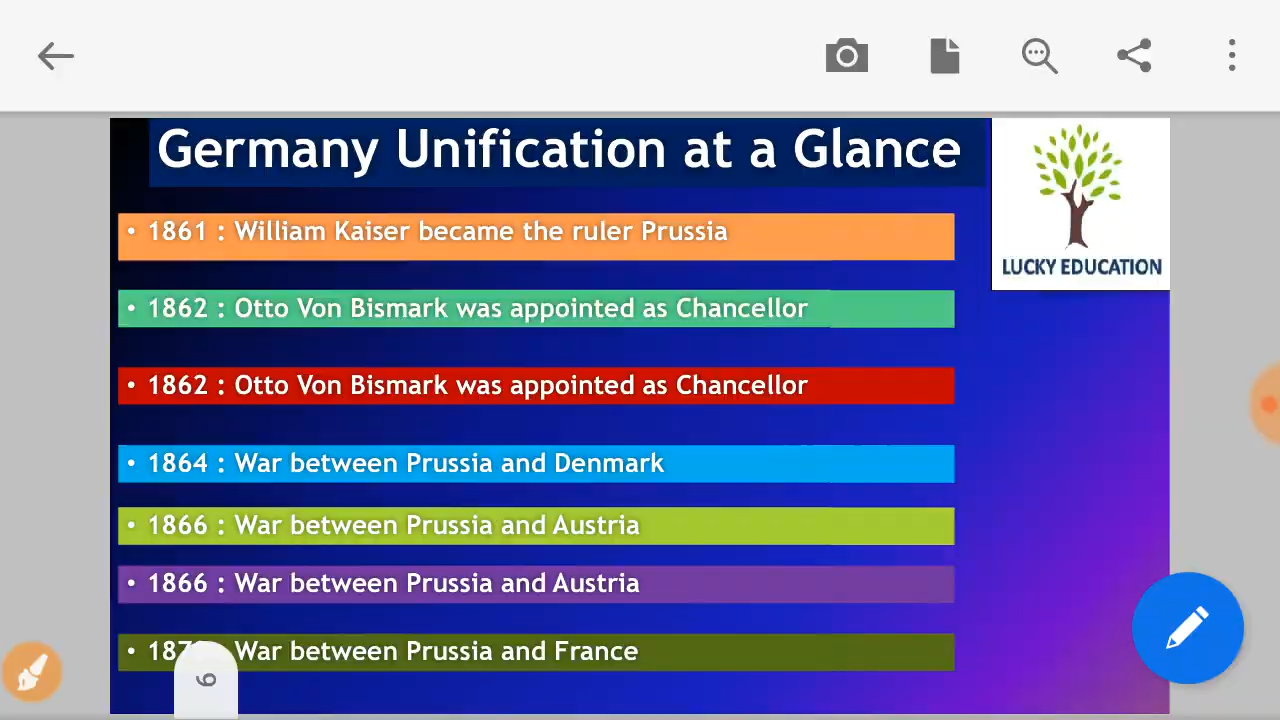 Germany Unification at a Glance
• 1861 : William Kaiser became the ruler Prussia
LUCKY EDUCATION
• 1862 : Otto Von Bismark was appointed as Chancellor
• 1862 : Otto Von Bismark was appointed as Chancellor
• 1864 : War between Prussia and Denmark
• 1866 : War between Prussia and Austria
• 1866 : War between Prussia and Austria
• War between Prussia and France
6